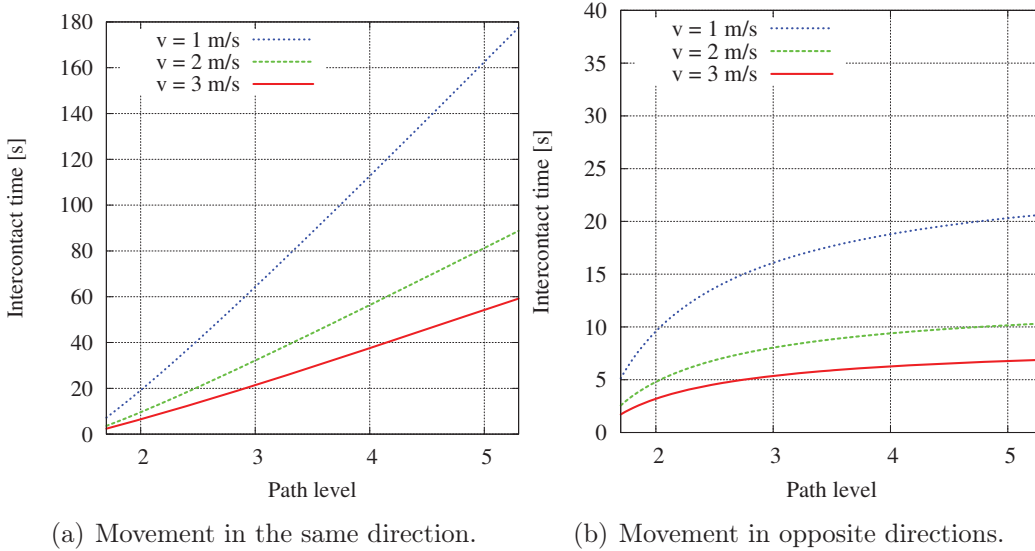 180
160
140
120
100
80
60
40
20
0
Intercontact time [s]
v = 1 m/s
v = 2 m/s
v = 3 m/s
2
3
4
5
Path level
(a) Movement in the same direction.
40
35
30
25
20
15
10
5
0
Intercontact time [s]
v = 1 m/s
v = 2 m/s
v = 3 m/s
2
3
4
5
Path level
(b) Movement in opposite directions.